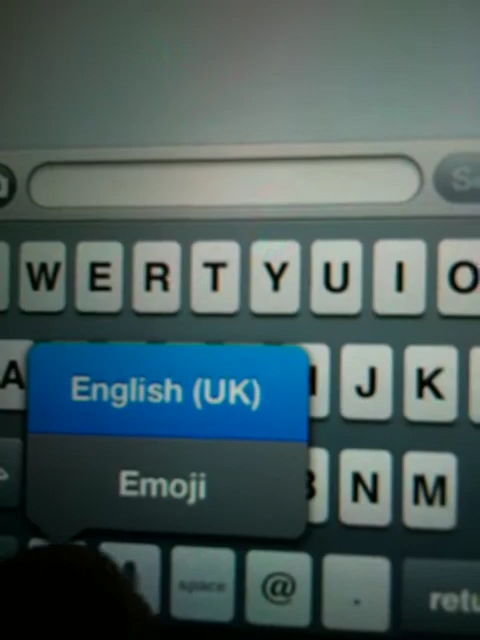 W E R T Y U I O
A J K
English (UK)
Emoji
N M
space @ .